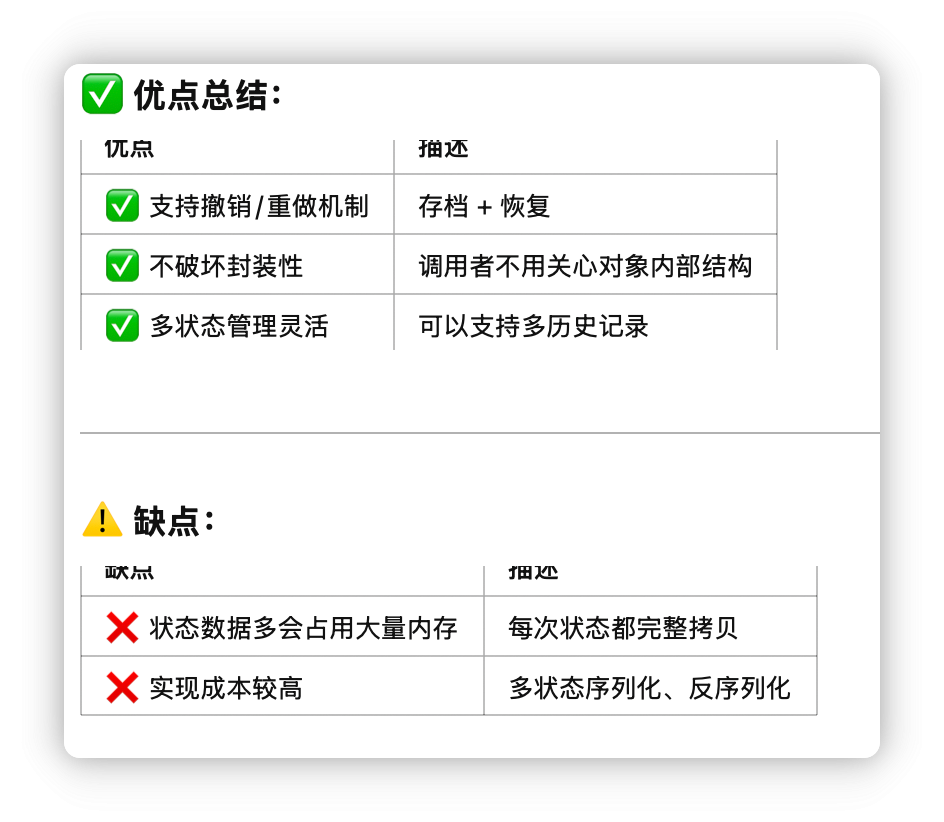 ✅ 优点总结：
优点 描述
✅ 支持撤销/重做机制 存档 + 恢复
✅ 不破坏封装性 调用者不用关心对象内部结构
✅ 多状态管理灵活 可以支持多历史记录
⚠️ 缺点：
缺点 描述
❌ 状态数据多会占用大量内存 每次状态都完整拷贝
❌ 实现成本较高 多状态序列化、反序列化